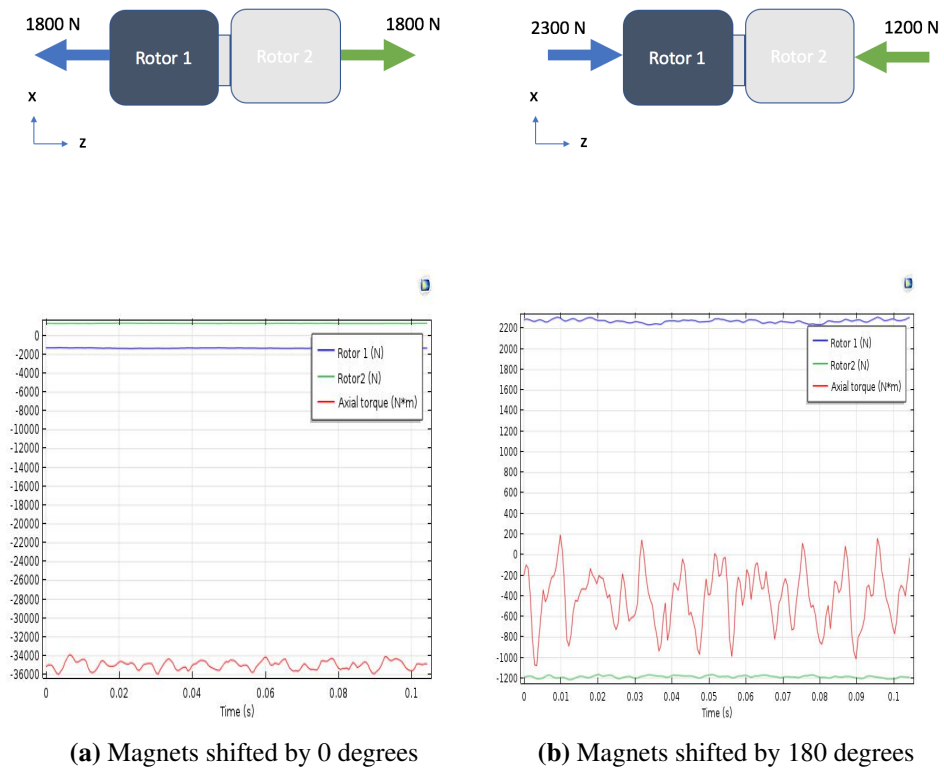 1800 N
1800 N
Rotor 1
Rotor 2
X
Z
2300 N
1200 N
Rotor 1
Rotor 2
X
Z
0
-2000
-4000
-6000
-8000
-10000
-12000
-14000
-16000
-18000
-20000
-22000
-24000
-26000
-28000
-30000
-32000
-34000
-36000
Rotor 1 (N)
Rotor2 (N)
Axial torque (N*m)
0 0.02 0.04 0.06 0.08 0.1
Time (s)
2200
2000
1800
1600
1400
1200
1000
800
600
400
200
0
-200
-400
-600
-800
-1000
-1200
Rotor 1 (N)
Rotor2 (N)
Axial torque (N*m)
0 0.01 0.02 0.03 0.04 0.05 0.06 0.07 0.08 0.09 0.1
Time (s)
(a) Magnets shifted by 0 degrees
(b) Magnets shifted by 180 degrees